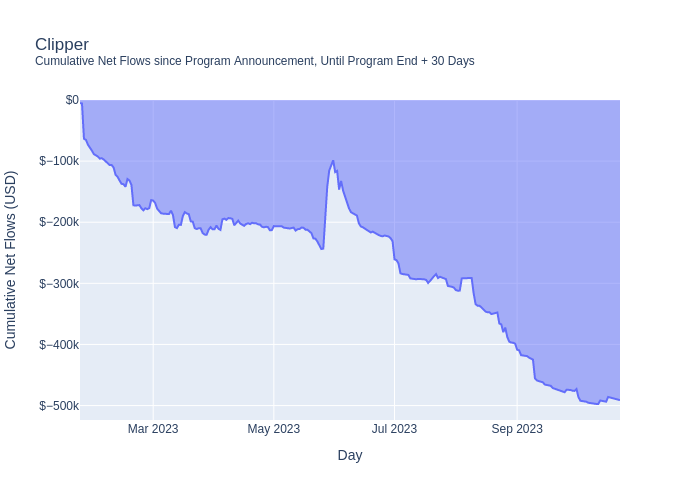 Clipper
Cumulative Net Flows since Program Announcement, Until Program End + 30 Days
Cumulative Net Flows (USD)
$0
$−100k
$−200k
$−300k
$−400k
$−500k
Mar 2023
May 2023
Jul 2023
Sep 2023
Day